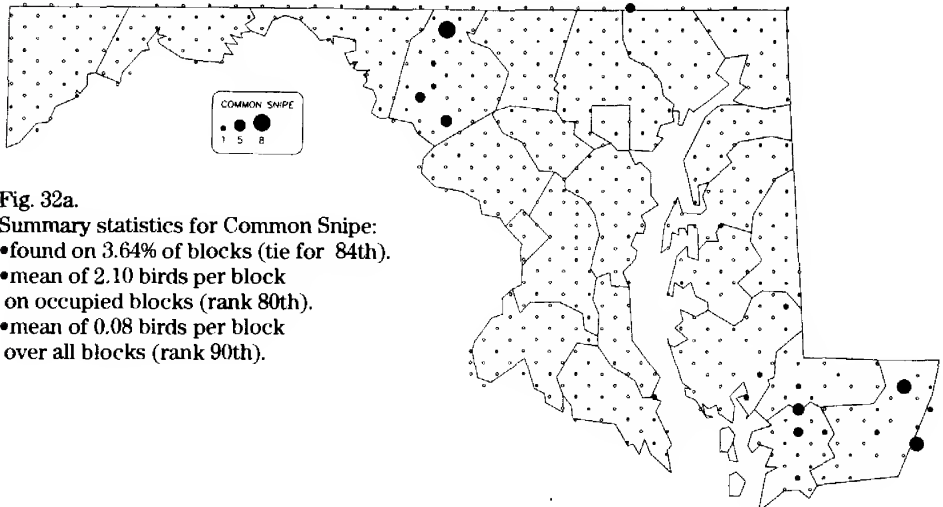 COMMON SNIPE
1 5 8
Fig. 32a.
Summary statistics for Common Snipe:
•found on 3.64% of blocks (tie for 84th).
•mean of 2.10 birds per block
on occupied blocks (rank 80th).
•mean of 0.08 birds per block
over all blocks (rank 90th).